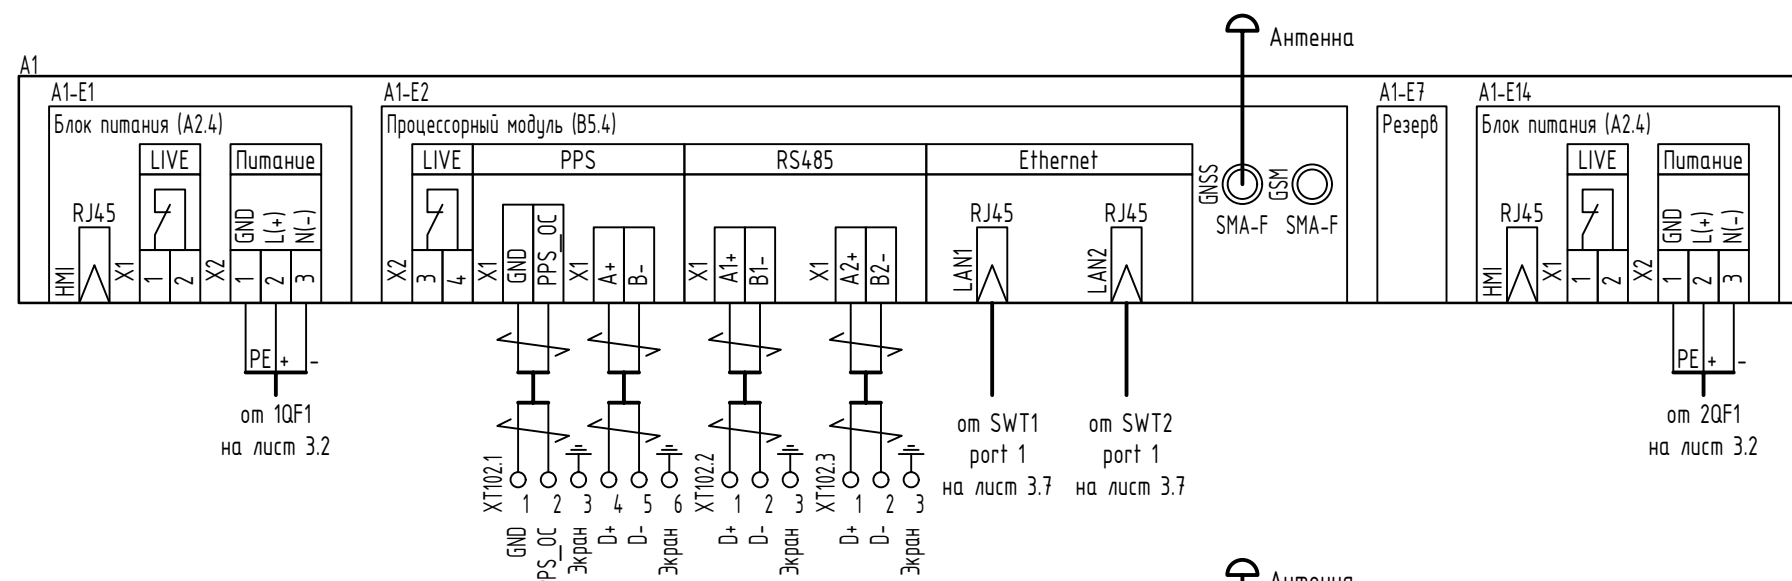 Антенна
A1
A1-E1
A1-E2
A1-E7
A1-E14
Блок питания (A2.4)
Процессорный модуль (B5.4)
Резерв
Блок питания (A2.4)
LIVE
Питание
LIVE
PPS
RS485
Ethernet
LIVE
Питание
RJ45
HMI
X1
1
2
X2
GND
L(+)
N(-)
1
2
3
X2
3
4
X1
GND
PPS_OC
X1
A+
B-
X1
A1+
B1-
X1
A2+
B2-
RJ45
LAN1
RJ45
LAN2
GNSS
SMA-F
GSM
SMA-F
RJ45
HMI
X1
1
2
X2
GND
L(+)
N(-)
1
2
3
PE
+
-
от 1QF1
на лист 3.2
XT102.1
1
2
3
4
5
6
GND
PPS_OC
Экран
D+
D-
Экран
XT102.2
1
2
3
D+
D-
Экран
XT102.3
1
2
3
D+
D-
Экран
от SWT1
port 1
на лист 3.7
от SWT2
port 1
на лист 3.7
PE
+
-
от 2QF1
на лист 3.2
Антенна